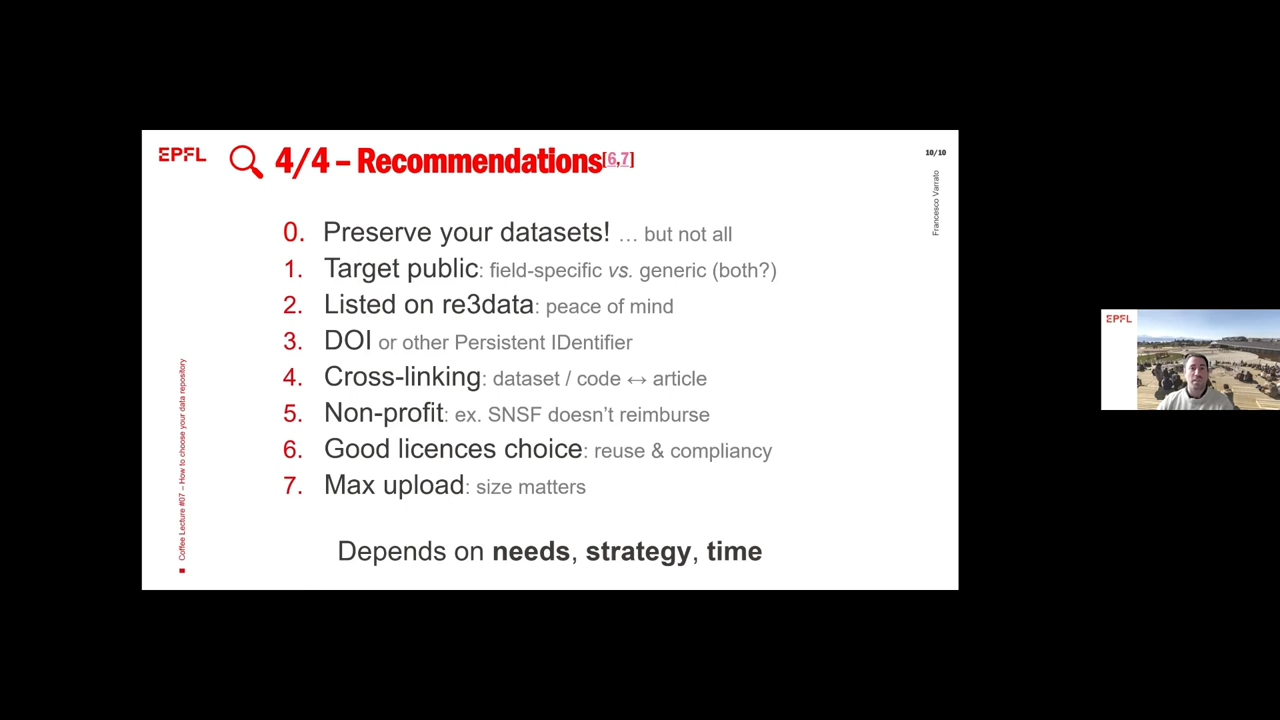 EPFL
4/4 – Recommendations[6,7]
10/10
Francesco Varrato
0. Preserve your datasets! … but not all
1. Target public: field-specific vs. generic (both?)
2. Listed on re3data: peace of mind
3. DOI or other Persistent IDentifier
4. Cross-linking: dataset / code ↔ article
5. Non-profit: ex. SNSF doesn’t reimburse
6. Good licences choice: reuse & compliancy
7. Max upload: size matters
Depends on needs, strategy, time
Coffee Lecture #07 – How to choose your data repository
EPFL